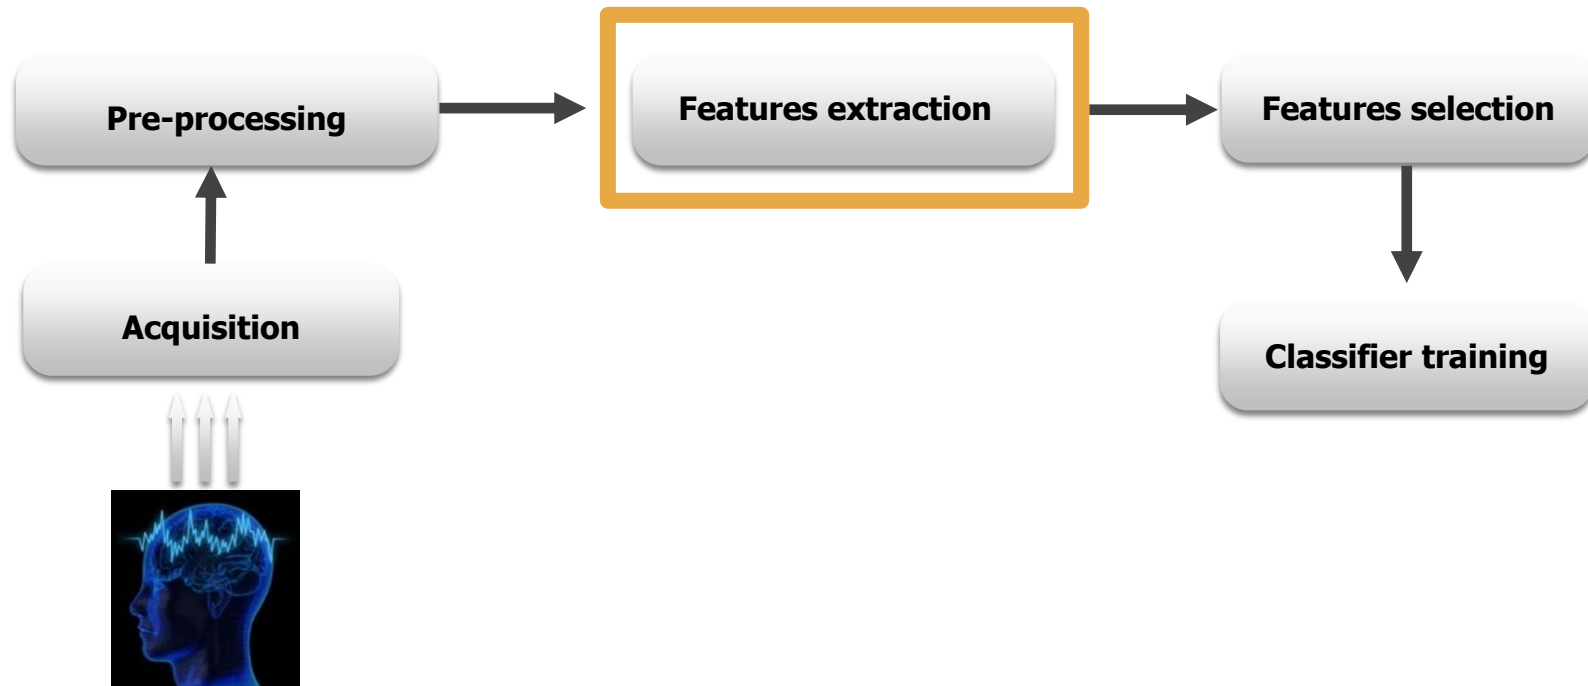 Pre-processing
Features extraction
Features selection
Acquisition
Classifier training